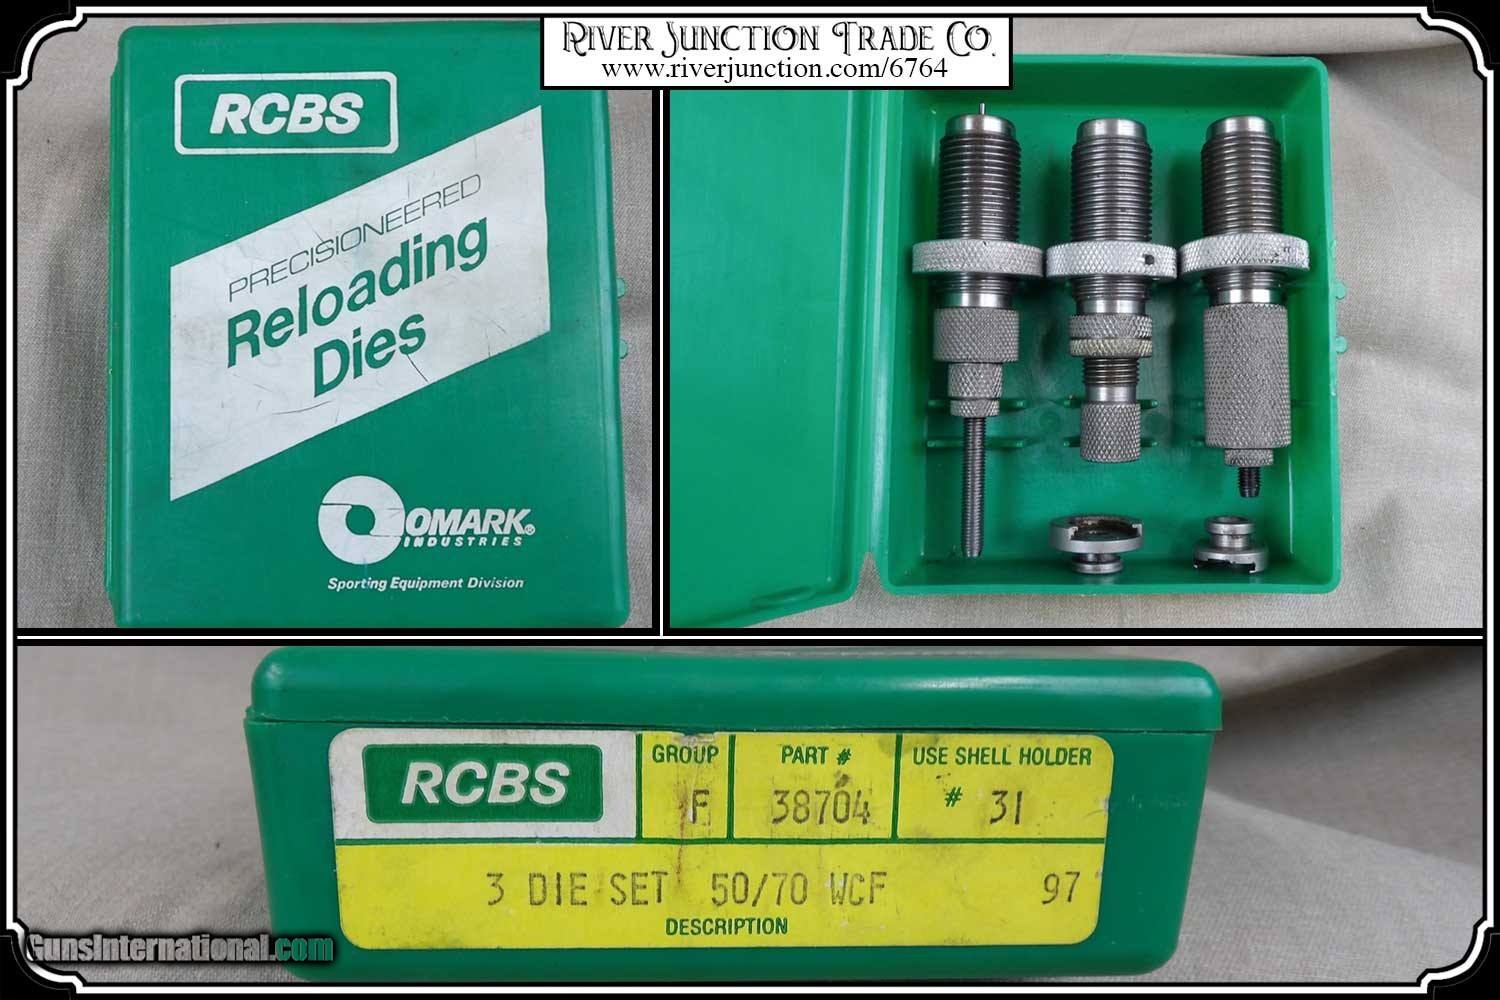 RIVER JUNCTION TRADE CO.
www.riverjunction.com/6764
RCBS
PRECISIONEERED
Reloading
Dies
OMARK®
INDUSTRIES
Sporting Equipment Division
RCBS
GROUP
F
PART #
38704
USE SHELL HOLDER
# 31
3 DIE SET 50/70 WCF 97
DESCRIPTION
GunsInternational.com